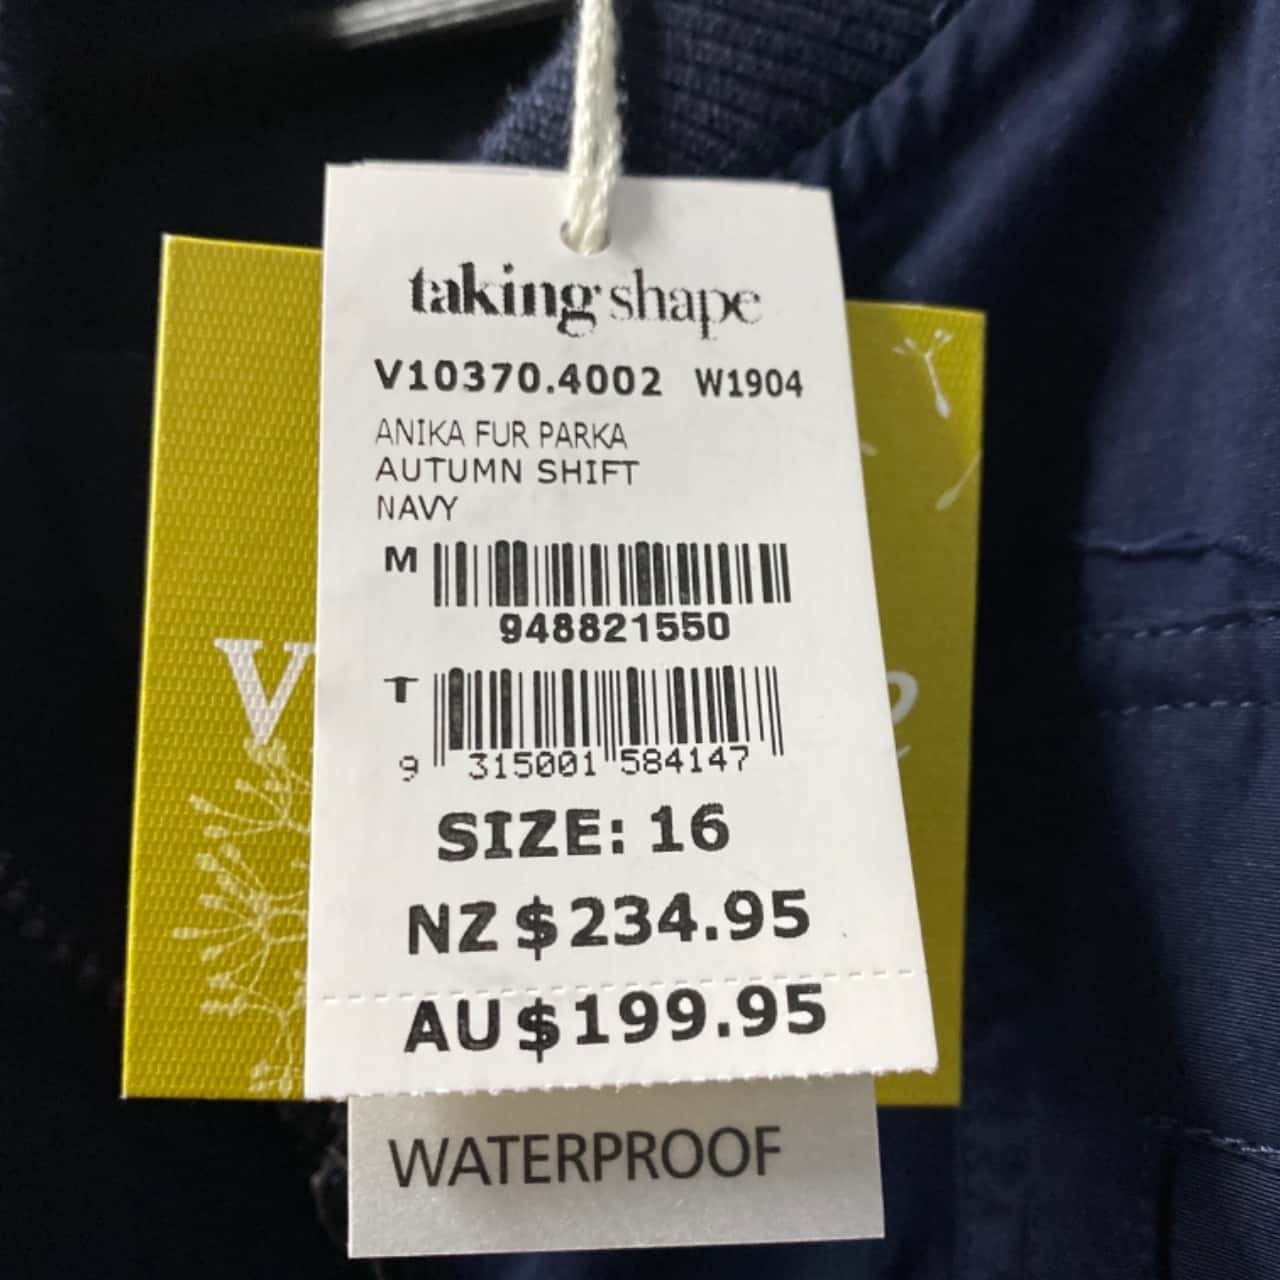 taking shape
V10370.4002 W1904
ANIKA FUR PARKA
AUTUMN SHIFT
NAVY
M
948821550
T
9 315001 584147
SIZE: 16
NZ $234.95
AU $199.95
WATERPROOF